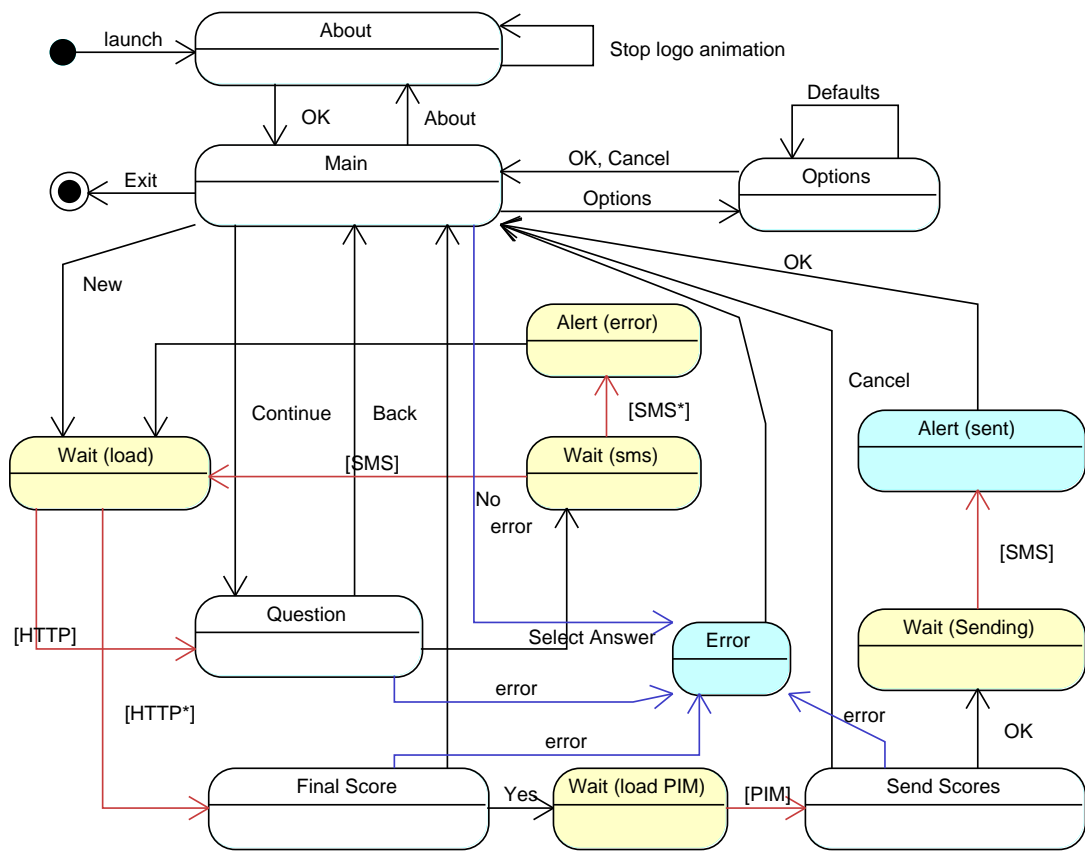 About
launch
Stop logo animation
OK
About
Defaults
Main
OK, Cancel
Options
Exit
Options
OK
New
Alert (error)
Cancel
Continue
Back
[SMS*]
Alert (sent)
Wait (load)
[SMS]
Wait (sms)
No
error
[SMS]
Question
Wait (Sending)
[HTTP]
Select Answer
Error
error
[HTTP*]
error
error
OK
Final Score
Yes
Wait (load PIM)
[PIM]
Send Scores